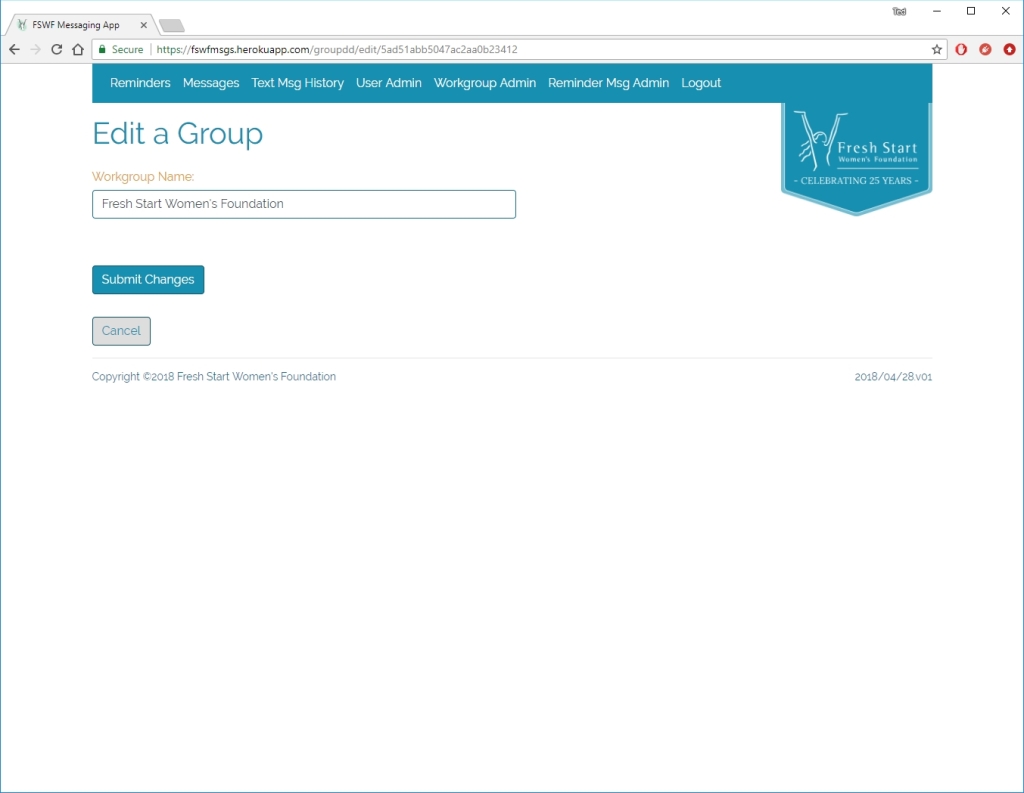 Ted
FSWF Messaging App
Secure https://fswfmsgs.herokuapp.com/groupdd/edit/5ad51abb5047ac2aa0b23412
Reminders Messages Text Msg History User Admin Workgroup Admin Reminder Msg Admin Logout
Edit a Group
Fresh Start
Women's Foundation
- CELEBRATING 25 YEARS -
Workgroup Name:
Fresh Start Women's Foundation
Submit Changes
Cancel
Copyright ©2018 Fresh Start Women's Foundation
2018/04/28.v01